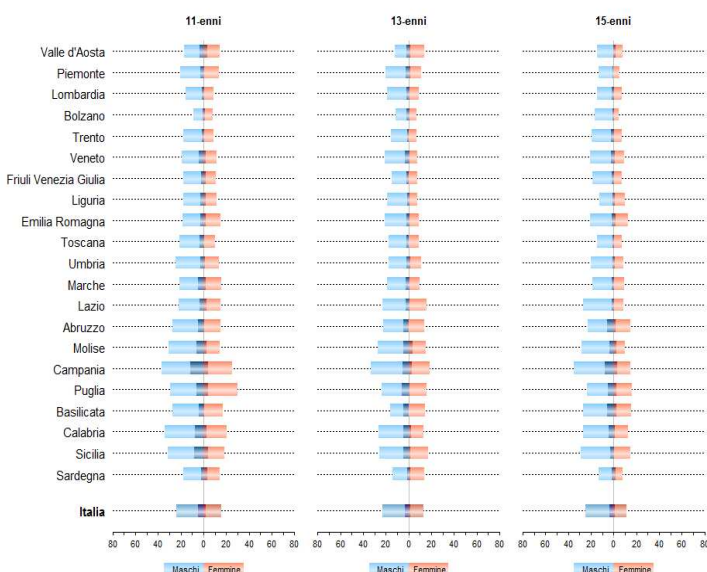 11-enni 13-enni 15-enni
Valle d'Aosta
Piemonte
Lombardia
Bolzano
Trento
Veneto
Friuli Venezia Giulia
Liguria
Emilia Romagna
Toscana
Umbria
Marche
Lazio
Abruzzo
Molise
Campania
Puglia
Basilicata
Calabria
Sicilia
Sardegna
Italia
80 60 40 20 0 20 40 60 80 80 60 40 20 0 20 40 60 80 80 60 40 20 0 20 40 60 80
Maschi Femmine Maschi Femmine Maschi Femmine